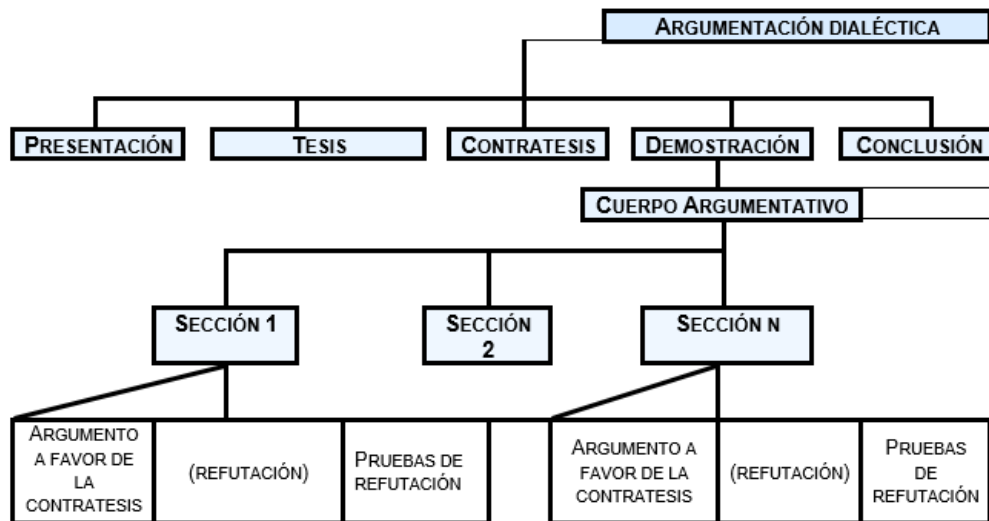 ARGUMENTACIÓN DIALÉCTICA
PRESENTACIÓN
TESIS
CONTRATESIS
DEMOSTRACIÓN
CONCLUSIÓN
CUERPO ARGUMENTATIVO
SECCIÓN 1
SECCIÓN
2
SECCIÓN N
ARGUMENTO
A FAVOR DE
LA
CONTRATESIS
(REFUTACIÓN)
PRUEBAS DE
REFUTACIÓN
ARGUMENTO A
FAVOR DE LA
CONTRATESIS
(REFUTACIÓN)
PRUEBAS
DE
REFUTACIÓN